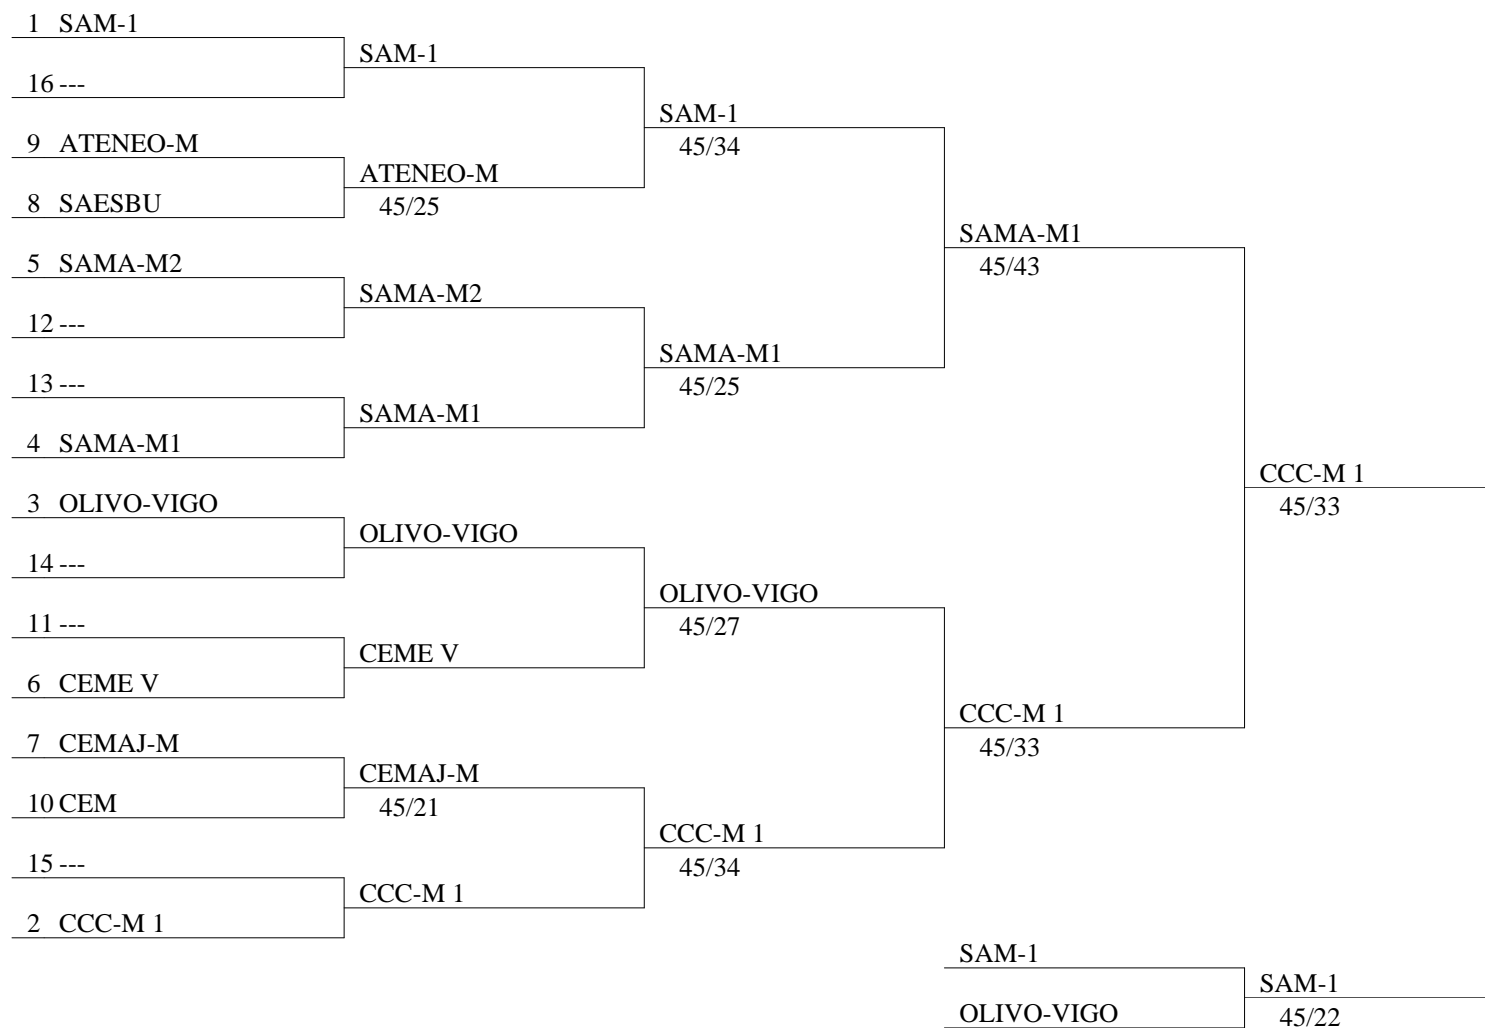 1 SAM-1
16 ---
9 ATENEO-M
8 SAESBU
5 SAMA-M2
12 ---
13 ---
4 SAMA-M1
3 OLIVO-VIGO
14 ---
11 ---
6 CEME V
7 CEMAJ-M
10 CEM
15 ---
2 CCC-M 1
SAM-1
ATENEO-M
45/25
SAMA-M2
SAMA-M1
OLIVO-VIGO
CEME V
CEMAJ-M
45/21
CCC-M 1
SAM-1
45/34
SAMA-M1
45/25
OLIVO-VIGO
45/27
CCC-M 1
45/34
SAMA-M1
45/43
CCC-M 1
45/33
CCC-M 1
45/33
SAM-1
OLIVO-VIGO
SAM-1
45/22